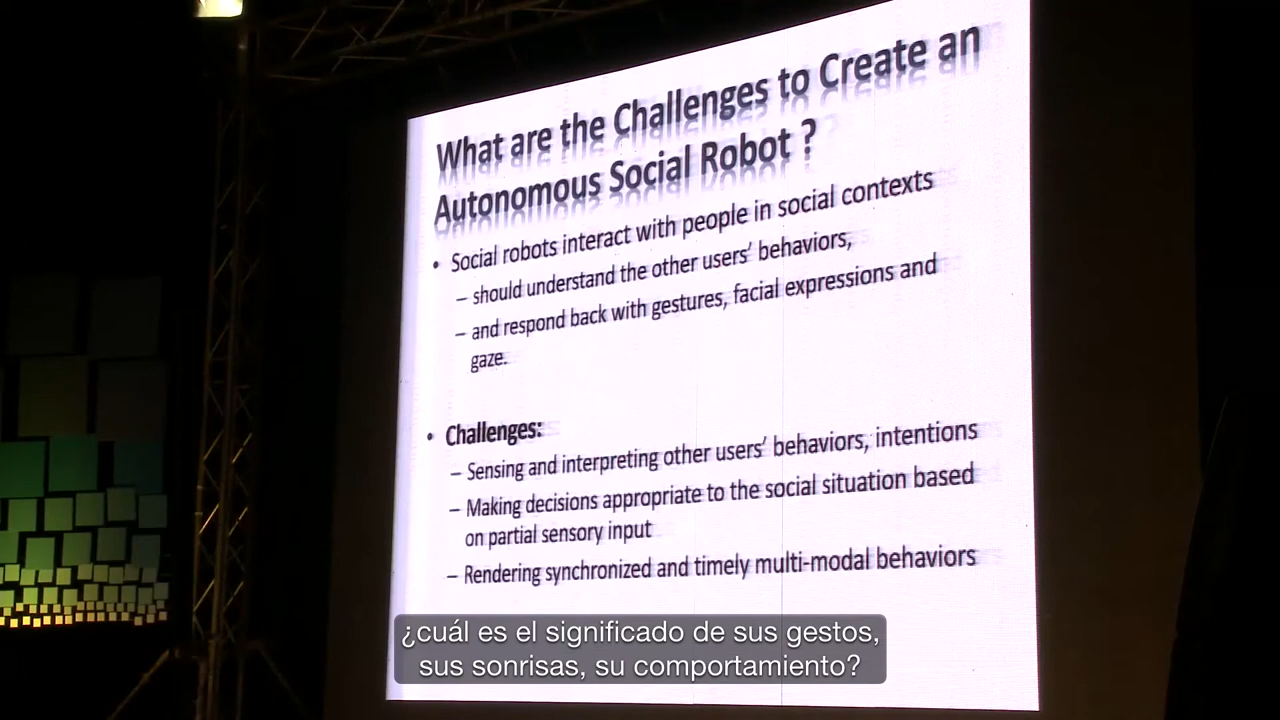 What are the Challenges to Create an
Autonomous Social Robot ?
• Social robots interact with people in social contexts
– should understand the other users' behaviors,
– and respond back with gestures, facial expressions and
gaze.
• Challenges:
– Sensing and interpreting other users' behaviors, intentions
– Making decisions appropriate to the social situation based
on partial sensory input
– Rendering synchronized and timely multi-modal behaviors
¿cuál es el significado de sus gestos,
sus sonrisas, su comportamiento?